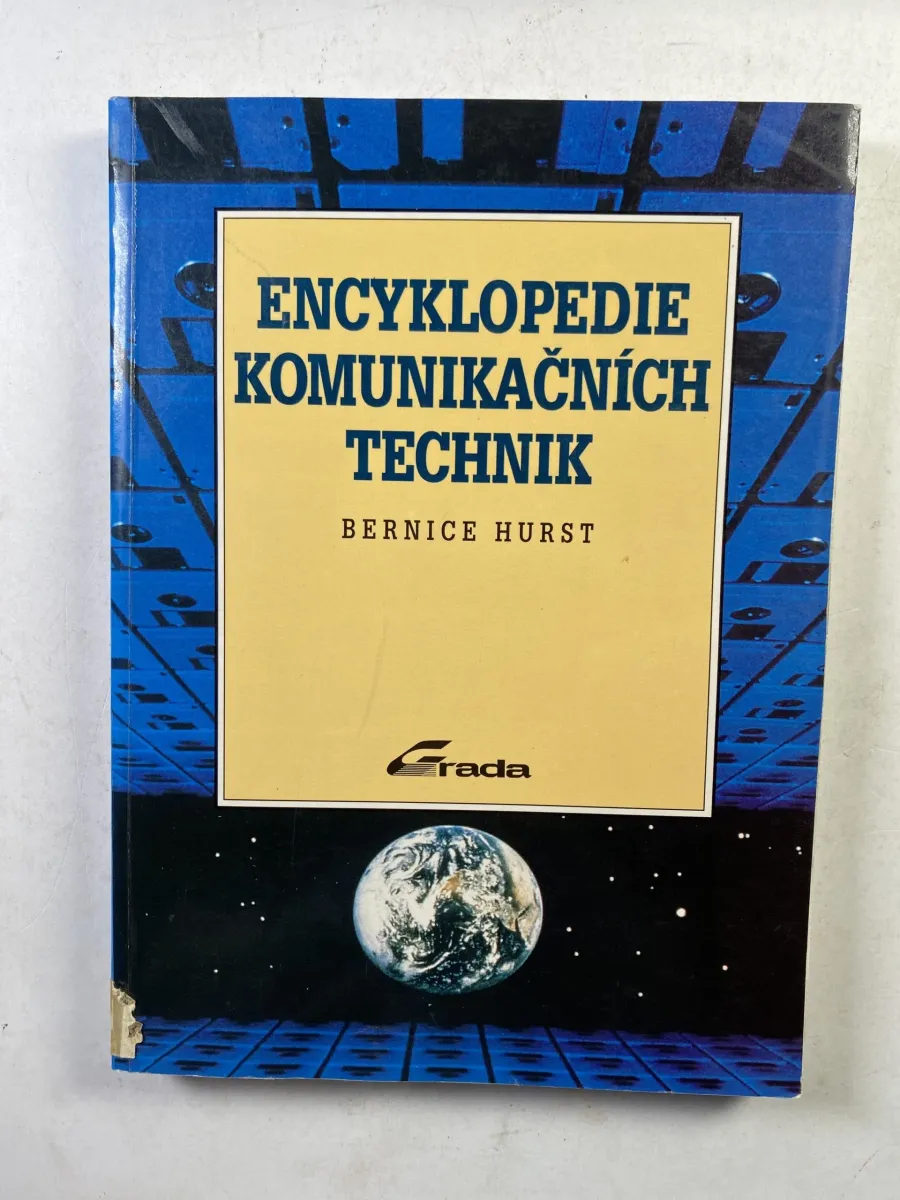 ENCYKLOPEDIE
KOMUNIKAČNÍCH
TECHNIK
BERNICE HURST
Grada